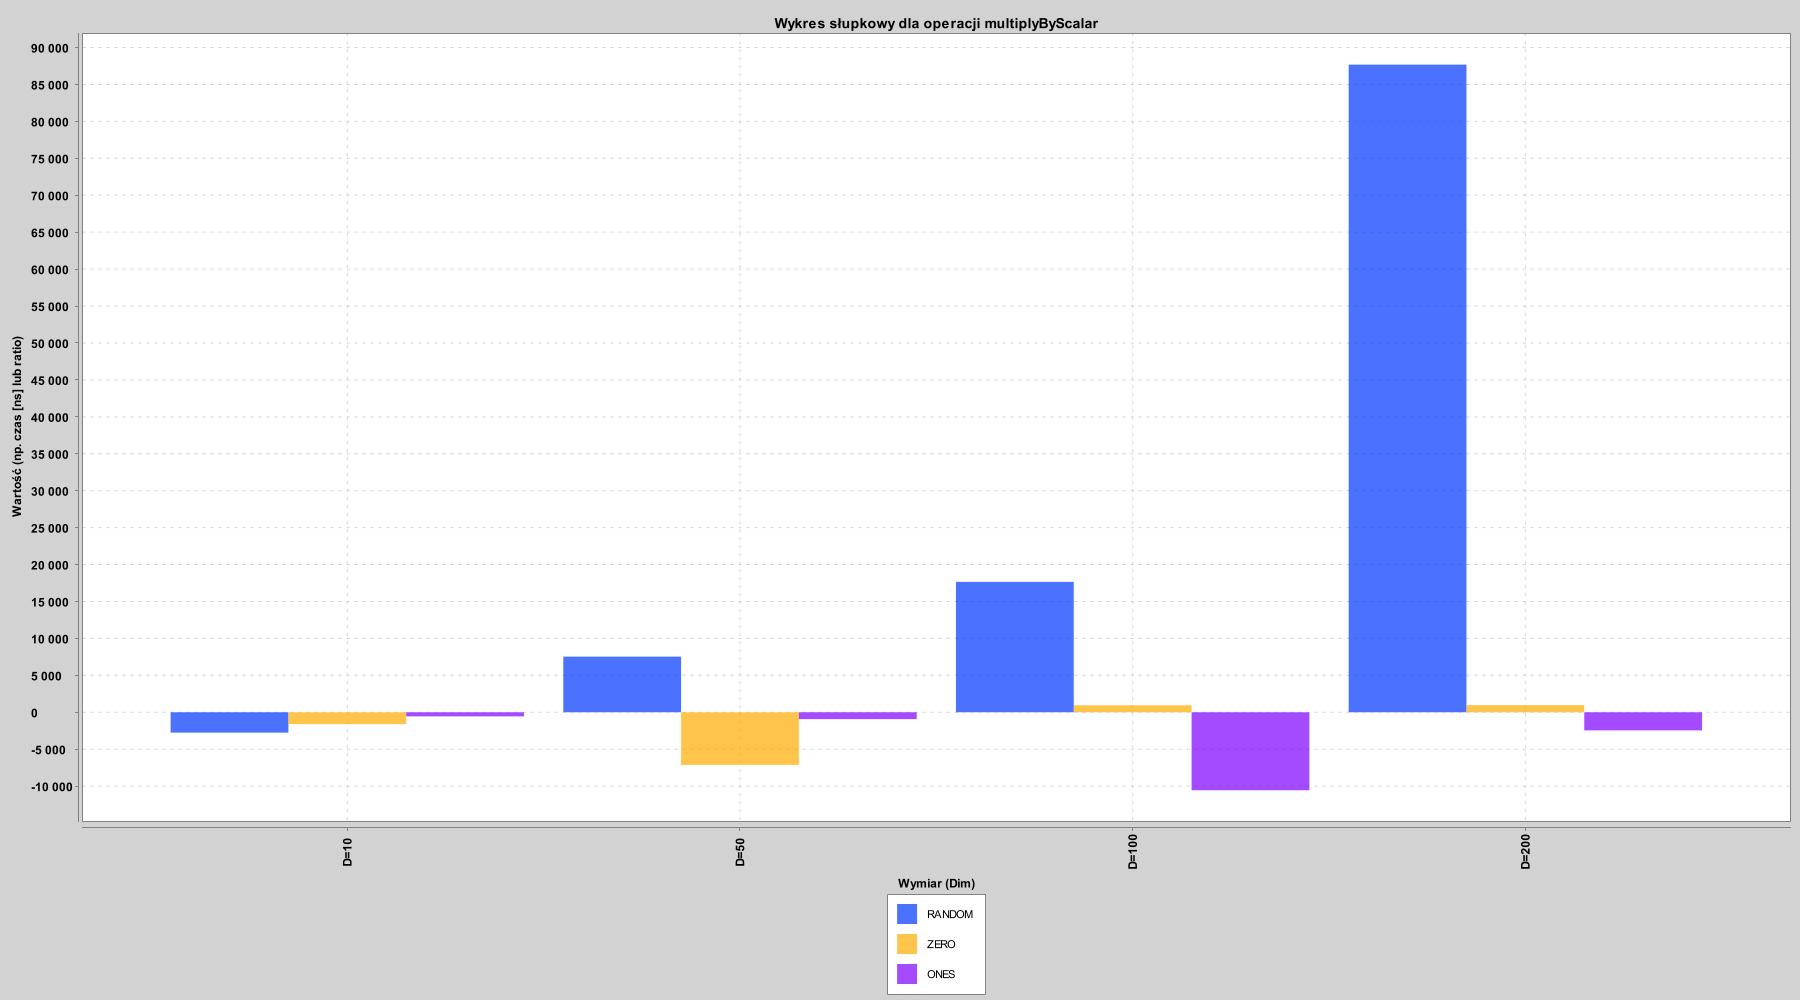 Wykres słupkowy dla operacji multiplyByScalar
90 000
85 000
80 000
75 000
70 000
65 000
60 000
55 000
50 000
45 000
40 000
35 000
30 000
25 000
20 000
15 000
10 000
5 000
0
-5 000
-10 000
Wartość (np. czas [ns] lub ratio)
D=10
D=50
D=100
D=200
Wymiar (Dim)
RANDOM
ZERO
ONES